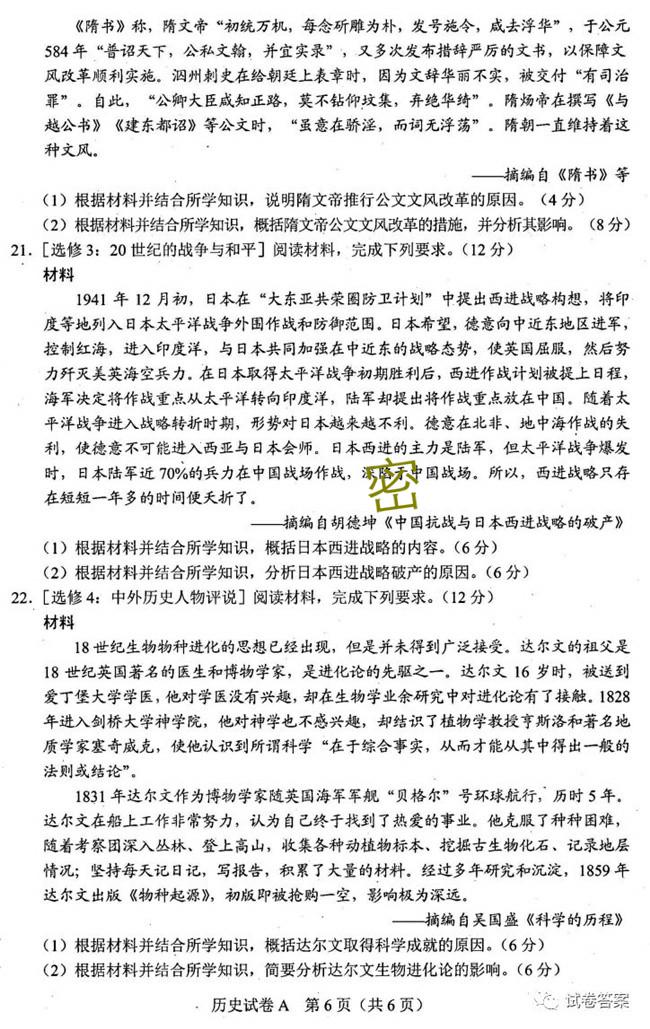 《隋书》称，隋文帝“初统万机，每念斫雕为朴，发号施令，咸去浮华”，于公元
584 年“普诏天下，公私文翰，并宜实录”，又多次发布措辞严厉的文书，以保障文
风改革顺利实施。泗州刺史在给朝廷上表章时，因为文辞华丽不实，被交付“有司治
罪”。自此，“公卿大臣咸知正路，莫不钻仰坟集，弃绝华绮”。隋炀帝在撰写《与
越公书》《建东都诏》等公文时，“虽意在骄淫，而词无浮荡”。隋朝一直维持着这
种文风。
——摘编自《隋书》等
（1）根据材料并结合所学知识，说明隋文帝推行公文文风改革的原因。（4 分）
（2）根据材料并结合所学知识，概括隋文帝公文文风改革的措施，并分析其影响。（8 分）
21．［选修 3：20 世纪的战争与和平］阅读材料，完成下列要求。（12 分）
材料
1941 年 12 月初，日本在“大东亚共荣圈防卫计划”中提出西进战略构想，将印
度等地列入日本太平洋战争外围作战和防御范围。日本希望，德意向中近东地区进军，
控制红海，进入印度洋，与日本共同加强在中近东的战略态势，使英国屈服，然后努
力歼灭美英海空兵力。在日本取得太平洋战争初期胜利后，西进作战计划被提上日程，
海军决定将作战重点从太平洋转向印度洋，陆军却提出将作战重点放在中国。随着太
平洋战争进入战略转折时期，形势对日本越来越不利。德意在北非、地中海作战的失
利，使德意不可能进入西亚与日本会师。日本西进的主力是陆军，但太平洋战争爆发
时，日本陆军近 70%的兵力在中国战场作战，深陷于中国战场。所以，西进战略只存
在短短一年多的时间便夭折了。
密
——摘编自胡德坤《中国抗战与日本西进战略的破产》
（1）根据材料并结合所学知识，概括日本西进战略的内容。（6 分）
（2）根据材料并结合所学知识，分析日本西进战略破产的原因。（6 分）
22．［选修 4：中外历史人物评说］阅读材料，完成下列要求。（12 分）
材料
18 世纪生物物种进化的思想已经出现，但是并未得到广泛接受。达尔文的祖父是
18 世纪英国著名的医生和博物学家，是进化论的先驱之一。达尔文 16 岁时，被送到
爱丁堡大学学医，他对学医没有兴趣，却在生物学业余研究中对进化论有了接触。1828
年进入剑桥大学神学院，他对神学也不感兴趣，却结识了植物学教授亨斯洛和著名地
质学家塞奇威克，使他认识到所谓科学“在于综合事实，从而才能从其中得出一般的
法则或结论”。
1831 年达尔文作为博物学家随英国海军军舰“贝格尔”号环球航行，历时 5 年。
达尔文在船上工作非常努力，认为自己终于找到了热爱的事业。他克服了种种困难，
随着考察团深入丛林、登上高山，收集各种动植物标本、挖掘古生物化石、记录地层
情况；坚持每天记日记，写报告，积累了大量的材料。经过多年研究和沉淀，1859 年
达尔文出版《物种起源》，初版即被抢购一空，影响极为深远。
——摘编自吴国盛《科学的历程》
（1）根据材料并结合所学知识，概括达尔文取得科学成就的原因。（6 分）
（2）根据材料并结合所学知识，简要分析达尔文生物进化论的影响。（6 分）
历史试卷 A 第 6 页（共 6 页）
试卷答案